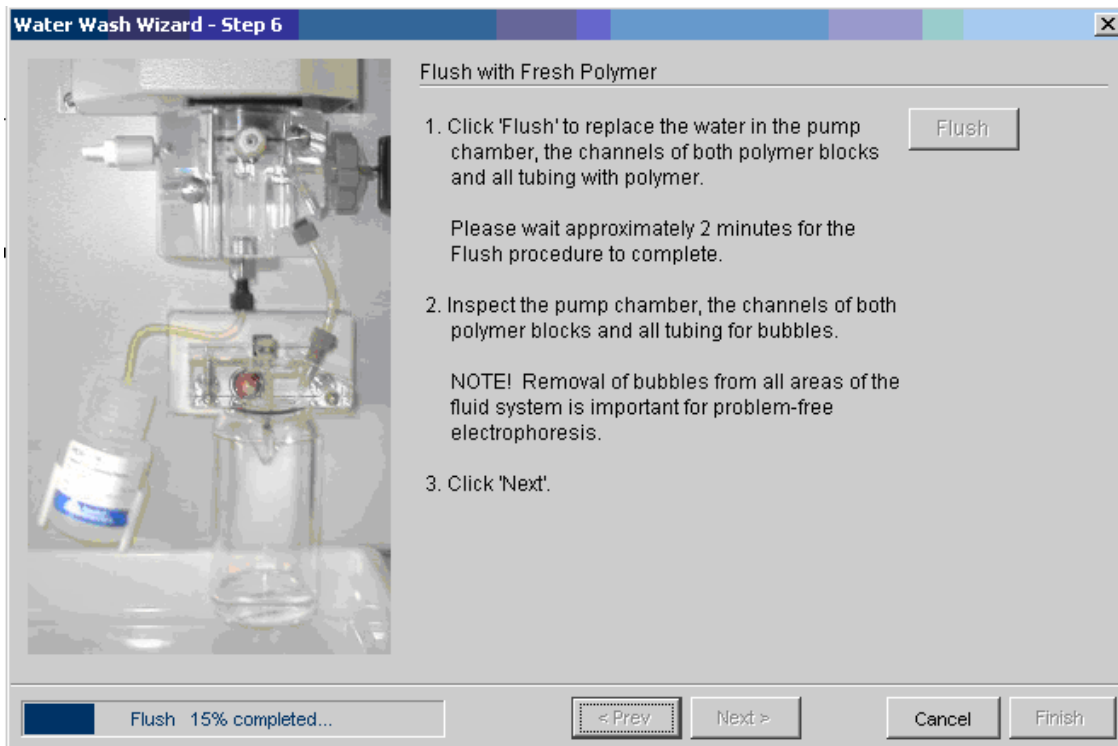 Water Wash Wizard - Step 6
Flush with Fresh Polymer
1. Click 'Flush' to replace the water in the pump
chamber, the channels of both polymer blocks
and all tubing with polymer.
Flush
Please wait approximately 2 minutes for the
Flush procedure to complete.
2. Inspect the pump chamber, the channels of both
polymer blocks and all tubing for bubbles.
NOTE! Removal of bubbles from all areas of the
fluid system is important for problem-free
electrophoresis.
3. Click 'Next'.
Flush 15% completed...
< Prev
Next >
Cancel
Finish